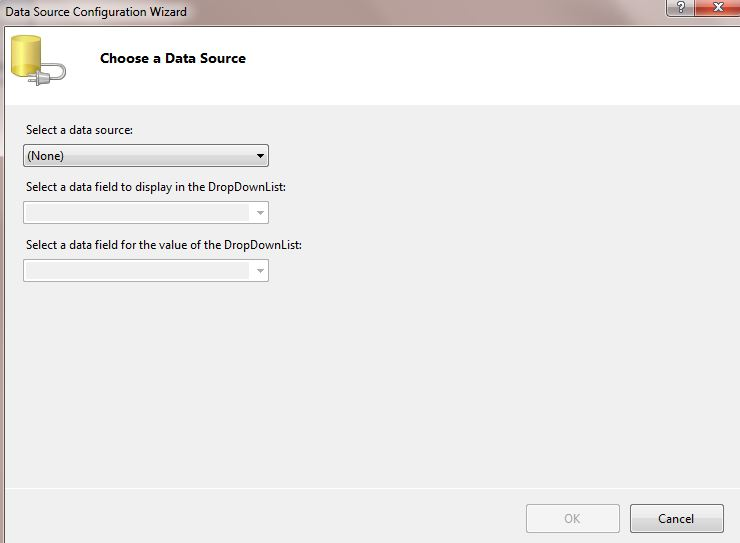 Data Source Configuration Wizard
?
Choose a Data Source
Select a data source:
(None)
Select a data field to display in the DropDownList:
Select a data field for the value of the DropDownList:
OK
Cancel